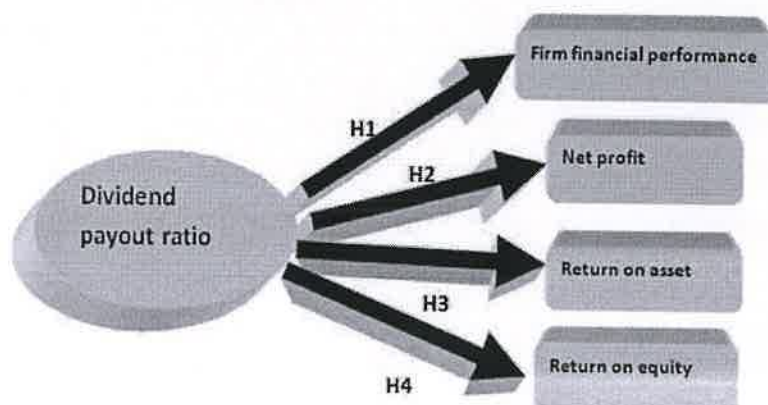 Firm financial performance
H1
H2
Net profit
Dividend
payout ratio
Return on asset
H3
Return on equity
H4